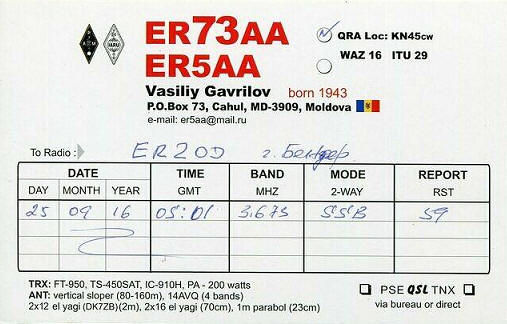 ER73AA
ER5AA
QRA Loc: KN45cw
WAZ 16 ITU 29
Vasiliy Gavrilov born 1943
P.O.Box 73, Cahul, MD-3909, Moldova
e-mail: er5aa@mail.ru
To Radio : ER2OD г. Бендеры
DATE TIME BAND MODE REPORT
DAY MONTH YEAR GMT MHZ 2-WAY RST
25 09 16 05:01 3.675 SSB 59
TRX: FT-950, TS-450SAT, IC-910H, PA - 200 watts
ANT: vertical sloper (80-160m), 14AVQ (4 bands)
2x12 el yagi (DK7ZB)(2m), 2x16 el yagi (70cm), 1m parabol (23cm)
PSE QSL TNX
via bureau or direct